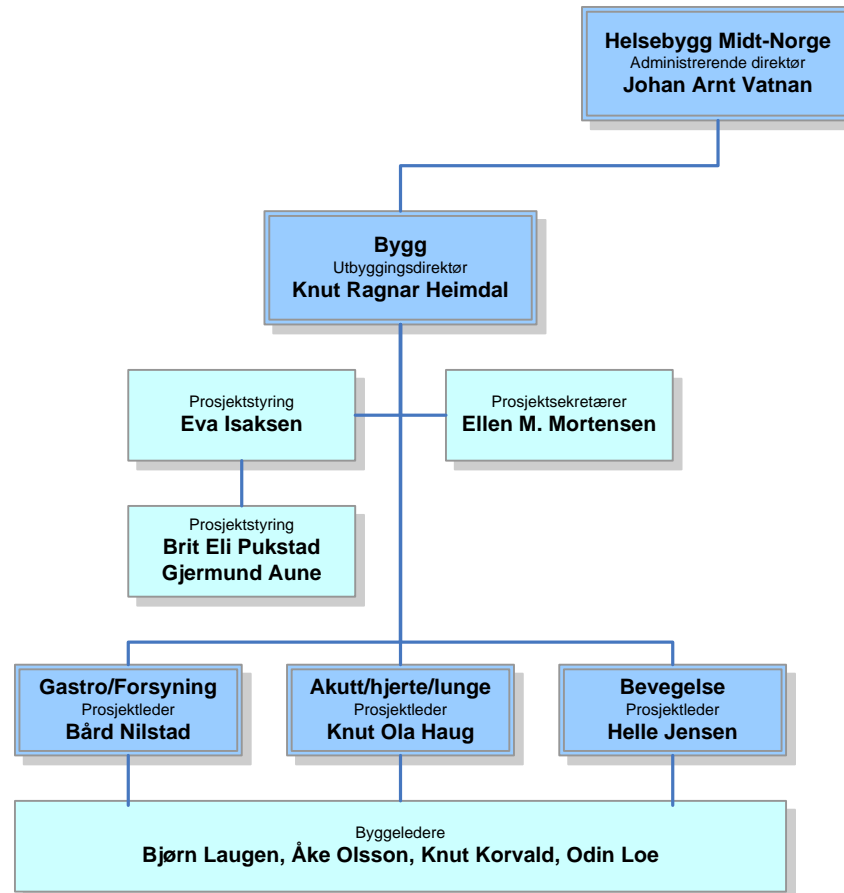 Helsebygg Midt-Norge
Administrerende direktør
Johan Arnt Vatnan
Bygg
Utbyggingsdirektør
Knut Ragnar Heimdal
Prosjektstyring
Eva Isaksen
Prosjektsekretærer
Ellen M. Mortensen
Prosjektstyring
Brit Eli Pukstad
Gjermund Aune
Gastro/Forsyning
Prosjektleder
Bård Nilstad
Akutt/hjerte/lunge
Prosjektleder
Knut Ola Haug
Bevegelse
Prosjektleder
Helle Jensen
Byggeledere
Bjørn Laugen, Åke Olsson, Knut Korvald, Odin Loe